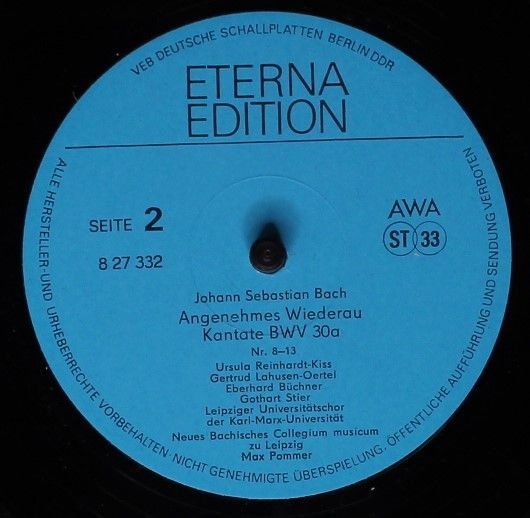 VEB DEUTSCHE SCHALLPLATTEN BERLIN DDR
ETERNA
EDITION
SEITE 2
8 27 332
AWA
ST 33
Johann Sebastian Bach
Angenehmes Wiederau
Kantate BWV 30a
Nr. 8–13
Ursula Reinhardt-Kiss
Gertrud Lahusen-Oertel
Eberhard Büchner
Gothart Stier
Leipziger Universitätschor
der Karl-Marx-Universität
Neues Bachisches Collegium musicum
zu Leipzig
Max Pommer
ALLE HERSTELLER- UND URHEBERRECHTE VORBEHALTEN. NICHT GENEHMIGTE ÜBERSPIELUNG, ÖFFENTLICHE AUFFÜHRUNG UND SENDUNG VERBOTEN